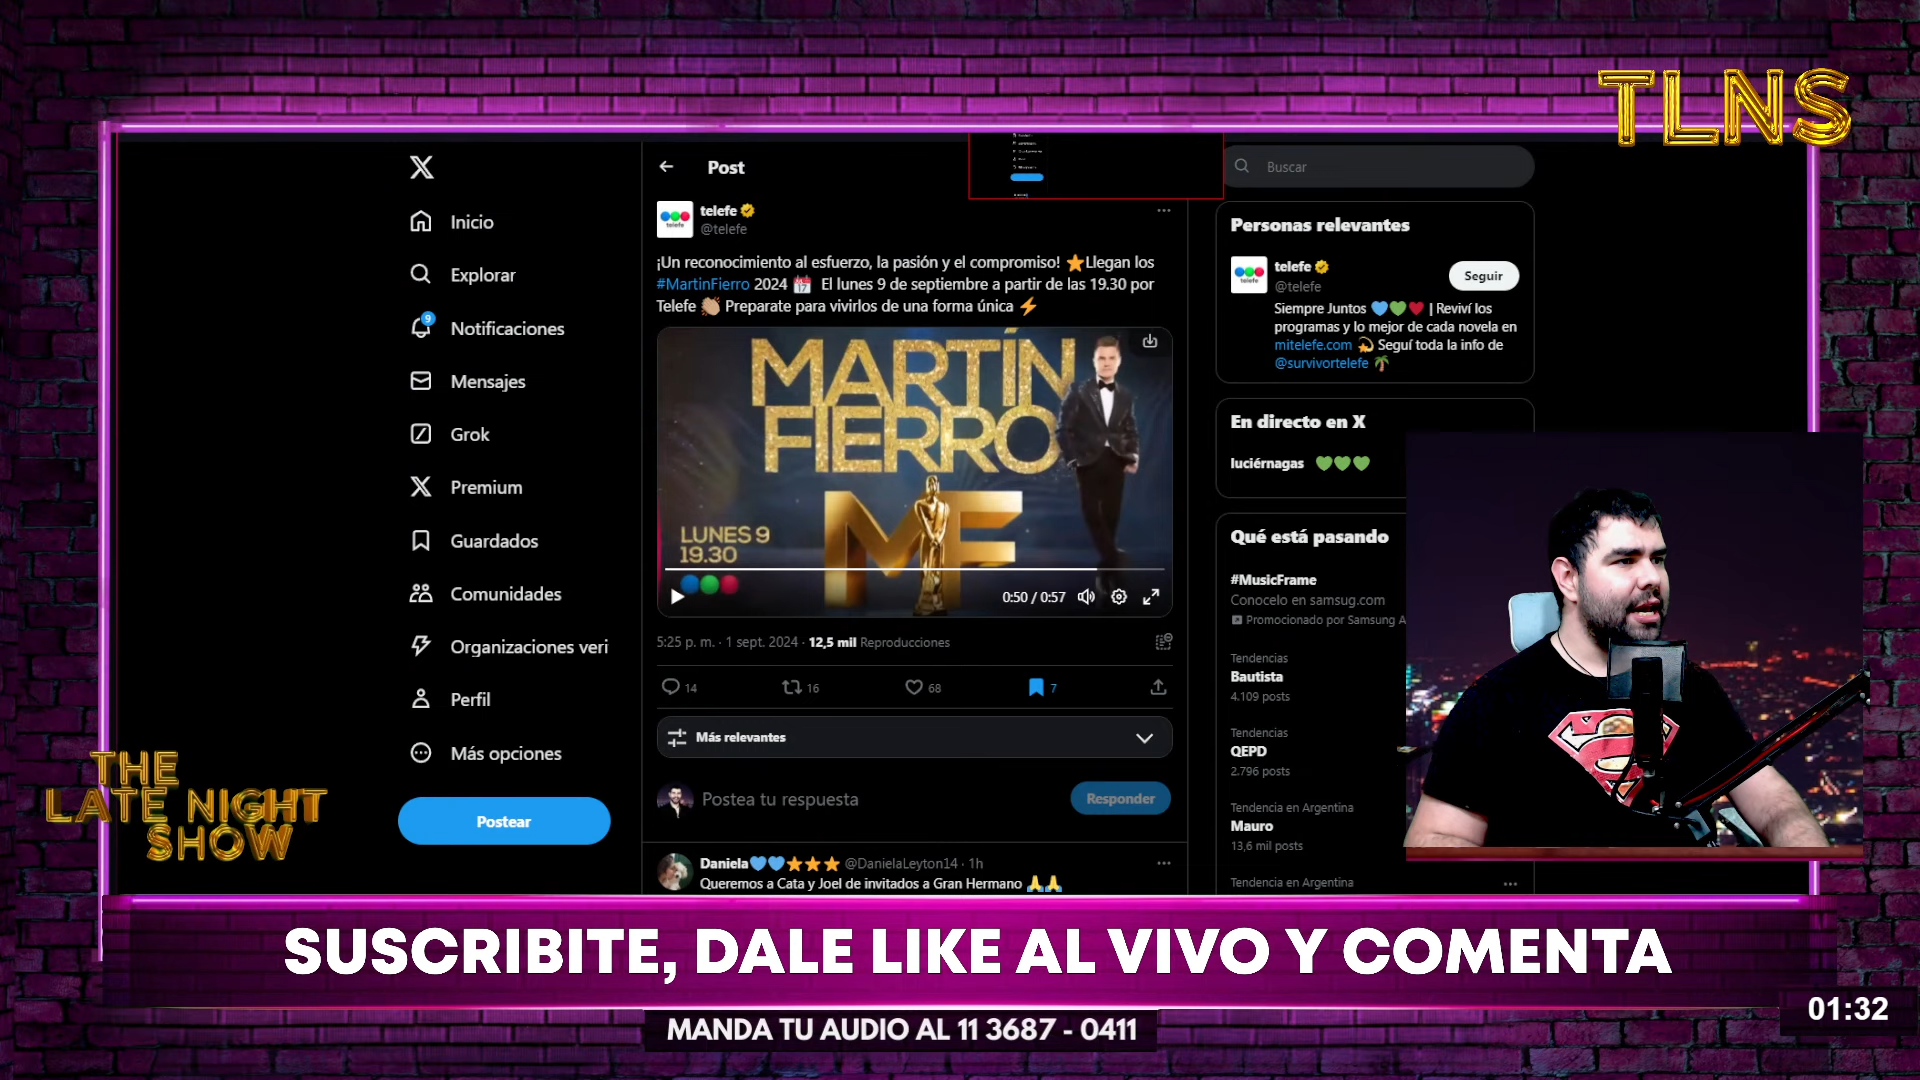 TLNS
Inicio
Explorar
9
Notificaciones
Mensajes
Grok
Premium
Guardados
Comunidades
Organizaciones veri
Perfil
Más opciones
Postear
THE
LATE NIGHT
SHOW
Post
telefe
@telefe
¡Un reconocimiento al esfuerzo, la pasión y el compromiso! ⭐Llegan los
#MartinFierro 2024 📅 El lunes 9 de septiembre a partir de las 19.30 por
Telefe 👏🏼 Preparate para vivirlos de una forma única ⚡
MARTÍN
FIERRO
MF
LUNES 9
19.30
0:50 / 0:57
5:25 p. m. · 1 sept. 2024 · 12,5 mil Reproducciones
14 16 68 7
Más relevantes
Postea tu respuesta
Responder
Daniela💙💙⭐⭐⭐ @DanielaLeyton14 · 1h
Queremos a Cata y Joel de invitados a Gran Hermano 🙏🙏
Buscar
Personas relevantes
telefe
@telefe
Seguir
Siempre Juntos 💙💚❤️ | Reviví los
programas y lo mejor de cada novela en
mitelefe.com 💫 Seguí toda la info de
@survivortelefe 🌴
En directo en X
luciérnagas 💚💚💚
Qué está pasando
#MusicFrame
Conocelo en samsug.com
Promocionado por Samsung A
Tendencias
Bautista
4.109 posts
Tendencias
QEPD
2.796 posts
Tendencia en Argentina
Mauro
13,6 mil posts
Tendencia en Argentina
SUSCRIBITE, DALE LIKE AL VIVO Y COMENTA
MANDA TU AUDIO AL 11 3687 - 0411
01:32